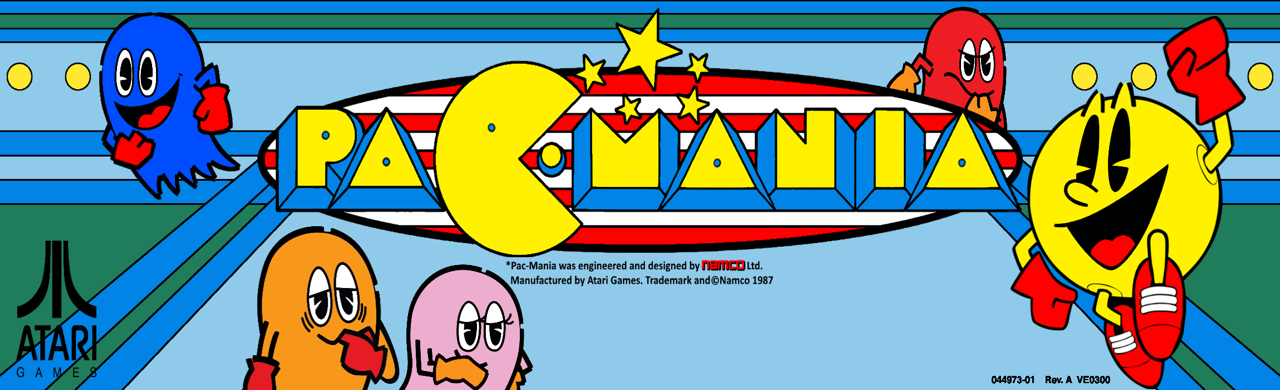 PAC-MANIA
*Pac-Mania was engineered and designed by namco Ltd.
Manufactured by Atari Games. Trademark and©Namco 1987
ATARI
GAMES
044973-01 Rev. A VE0300